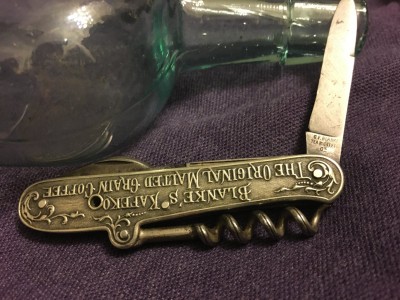 BLANKE'S KAFEKO
THE ORIGINAL MALTED GRAIN COFFEE